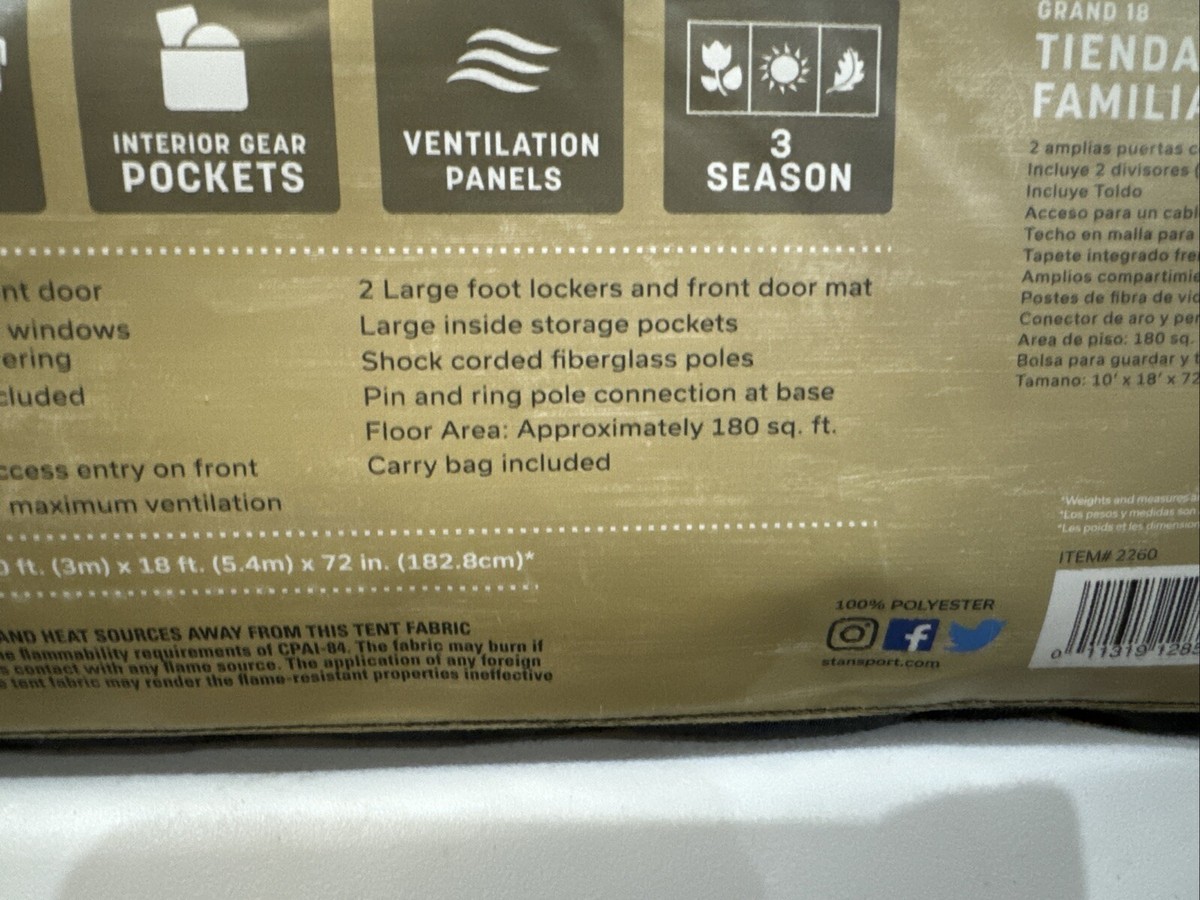 INTERIOR GEAR
POCKETS
VENTILATION
PANELS
3
SEASON
nt door
windows
ering
cluded
ccess entry on front
maximum ventilation
2 Large foot lockers and front door mat
Large inside storage pockets
Shock corded fiberglass poles
Pin and ring pole connection at base
Floor Area: Approximately 180 sq. ft.
Carry bag included
0 ft. (3m) x 18 ft. (5.4m) x 72 in. (182.8cm)*
AND HEAT SOURCES AWAY FROM THIS TENT FABRIC
e flammability requirements of CPAI-84. The fabric may burn if
s contact with any flame source. The application of any foreign
e tent fabric may render the flame-resistant properties ineffective
100% POLYESTER
stansport.com
GRAND 18
TIENDA
FAMILIA
2 amplias puertas c
Incluye 2 divisores (
Incluye Toldo
Acceso para un cabl
Techo en malla para
Tapete integrado fre
Amplios compartimie
Postes de fibra de vid
Conector de aro y per
Area de piso: 180 sq.
Bolsa para guardar y t
Tamano: 10' x 18' x 72
*Weights and measures a
*Los pesos y medidas son
*Les poids et les dimension
ITEM# 2260
0 11319 1285